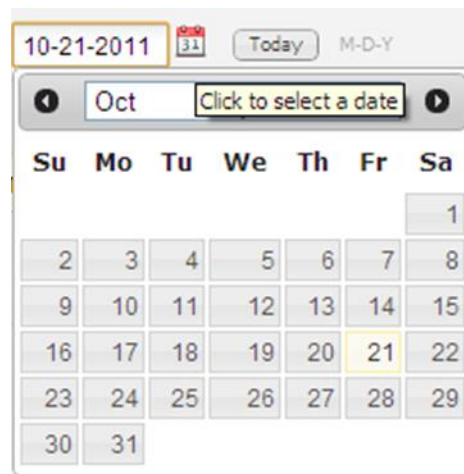 10-21-2011 31 Today M-D-Y
Oct Click to select a date
Su Mo Tu We Th Fr Sa
1
2 3 4 5 6 7 8
9 10 11 12 13 14 15
16 17 18 19 20 21 22
23 24 25 26 27 28 29
30 31